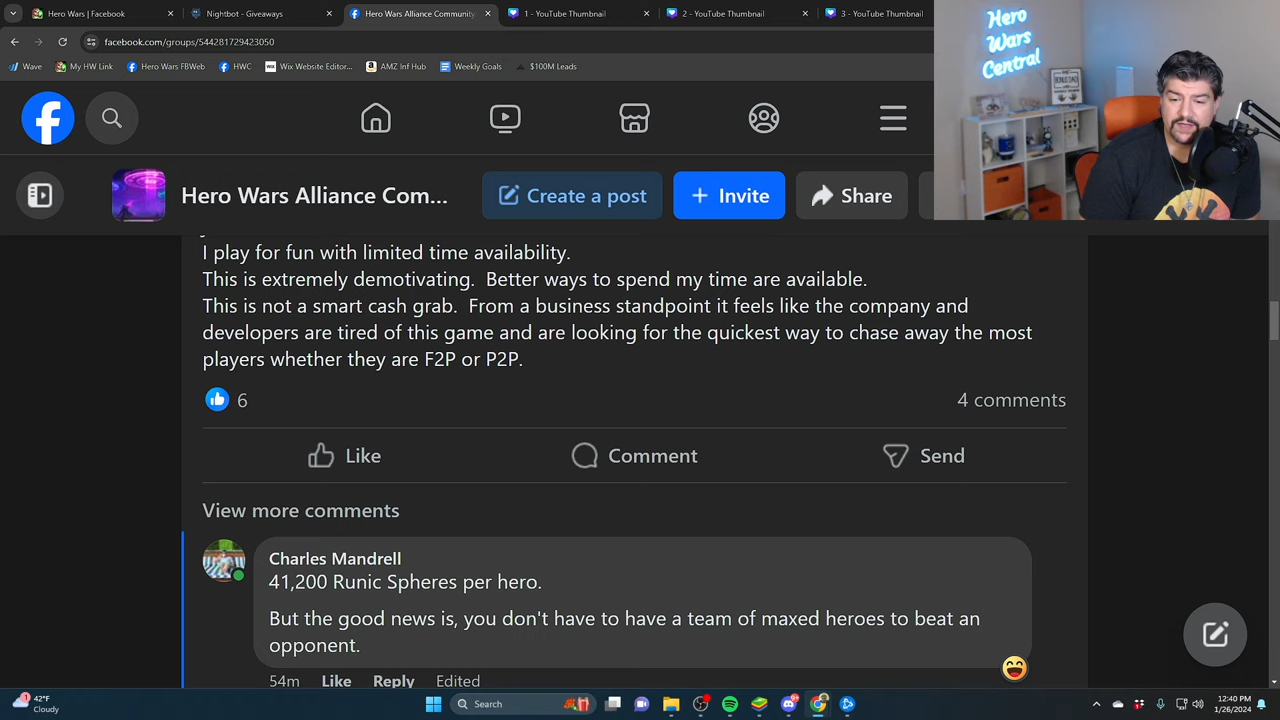 Hero Wars | Facebook
Nightbot - Giveaways
Hero Wars Alliance Community
1 - YouTube Thumbnail
2 - YouTube Thumbnail
3 - YouTube Thumbnail
facebook.com/groups/544281729423050
Wave
My HW Link
Hero Wars FBWeb
HWC
Wix Website Editor...
AMZ Inf Hub
Weekly Goals
$100M Leads
Hero
Wars
Central
Hero Wars Alliance Com...
Create a post
Invite
Share
I play for fun with limited time availability.
This is extremely demotivating. Better ways to spend my time are available.
This is not a smart cash grab. From a business standpoint it feels like the company and
developers are tired of this game and are looking for the quickest way to chase away the most
players whether they are F2P or P2P.
6
4 comments
Like
Comment
Send
View more comments
Charles Mandrell
41,200 Runic Spheres per hero.
But the good news is, you don't have to have a team of maxed heroes to beat an
opponent.
54m Like Reply Edited
1
42°F
Cloudy
Search
12:40 PM
1/26/2024